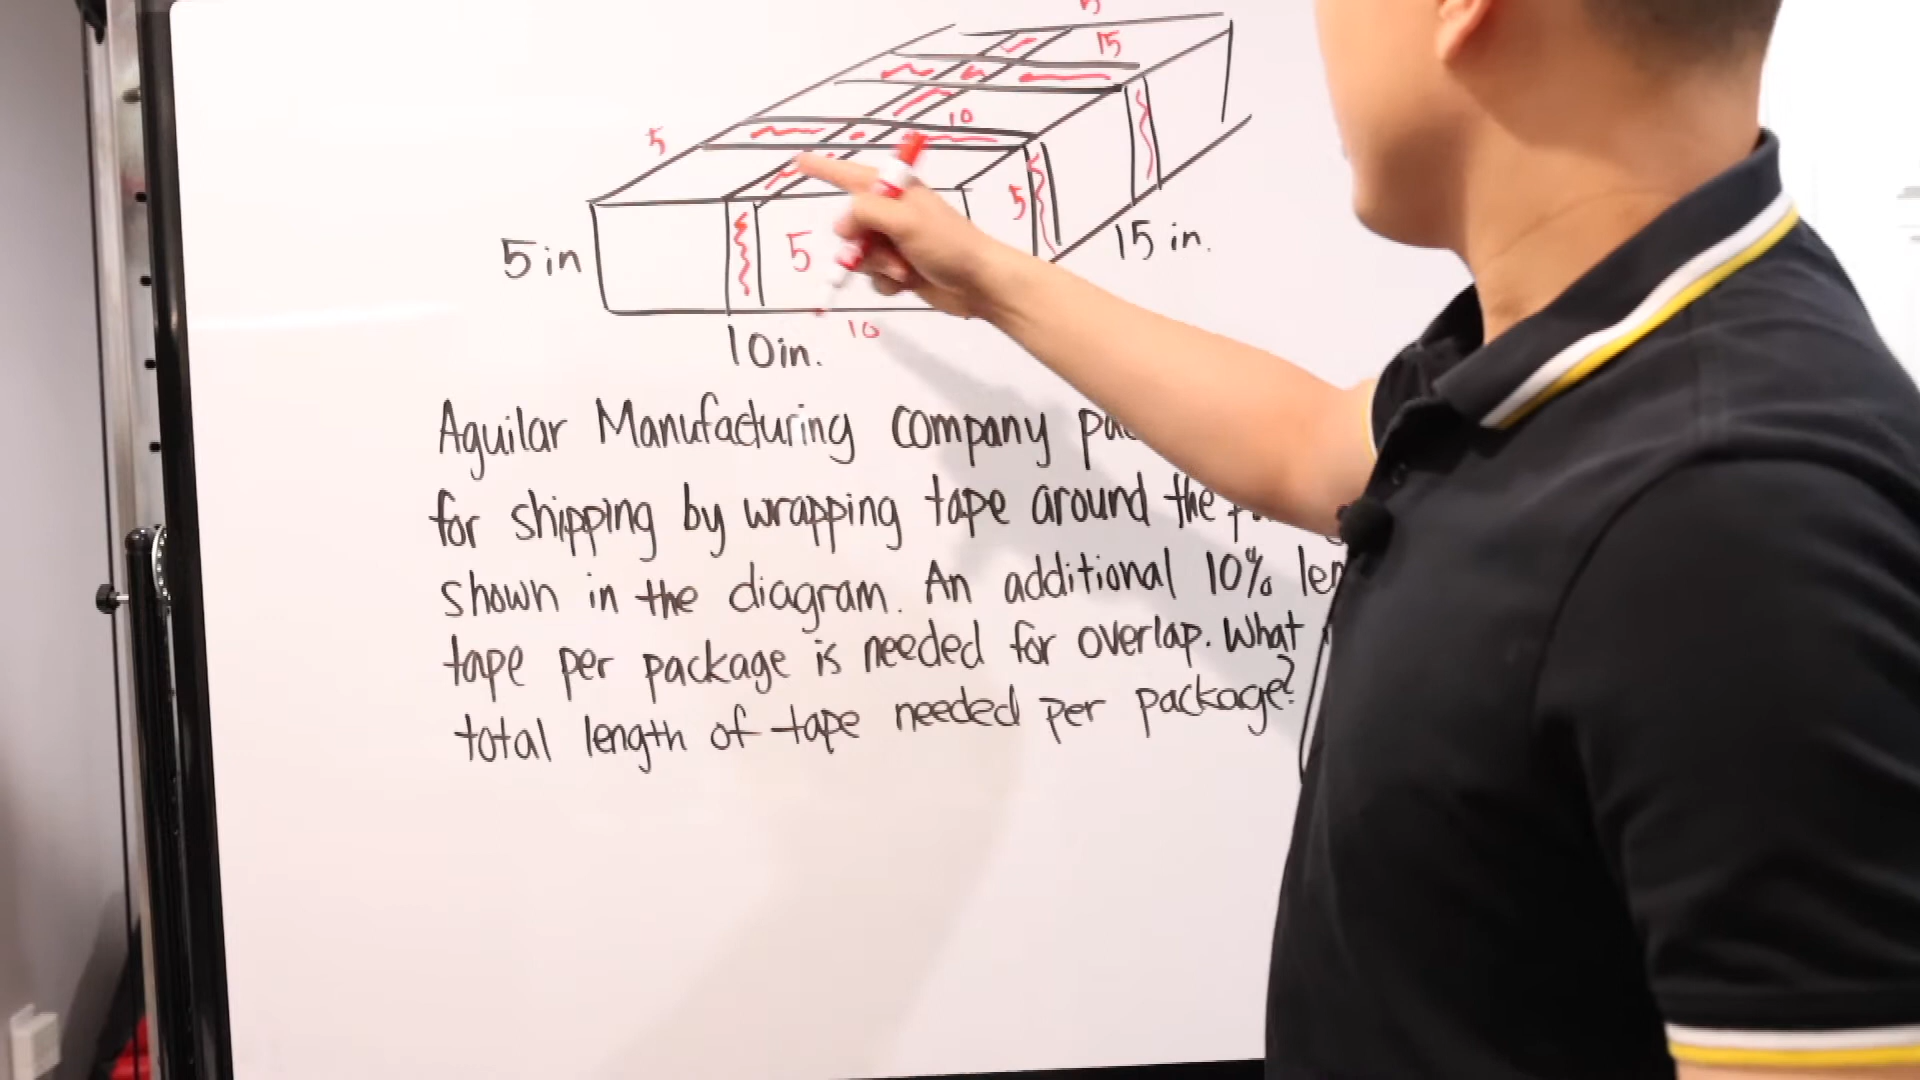 5
15
10
5
5 in
5
5
15 in.
10in.
10
Aguilar Manufacturing company
for shipping by wrapping tape around the
shown in the diagram. An additional 10%
tape per package is needed for overlap. What
total length of tape needed per package?